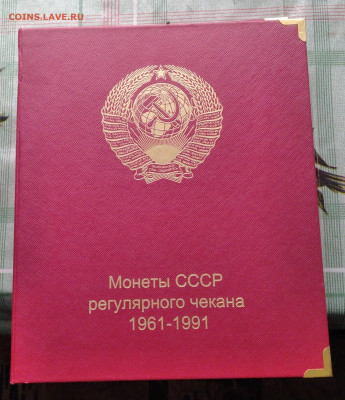 COINS.LAVE.RU
Монеты СССР
регулярного чекана
1961-1991